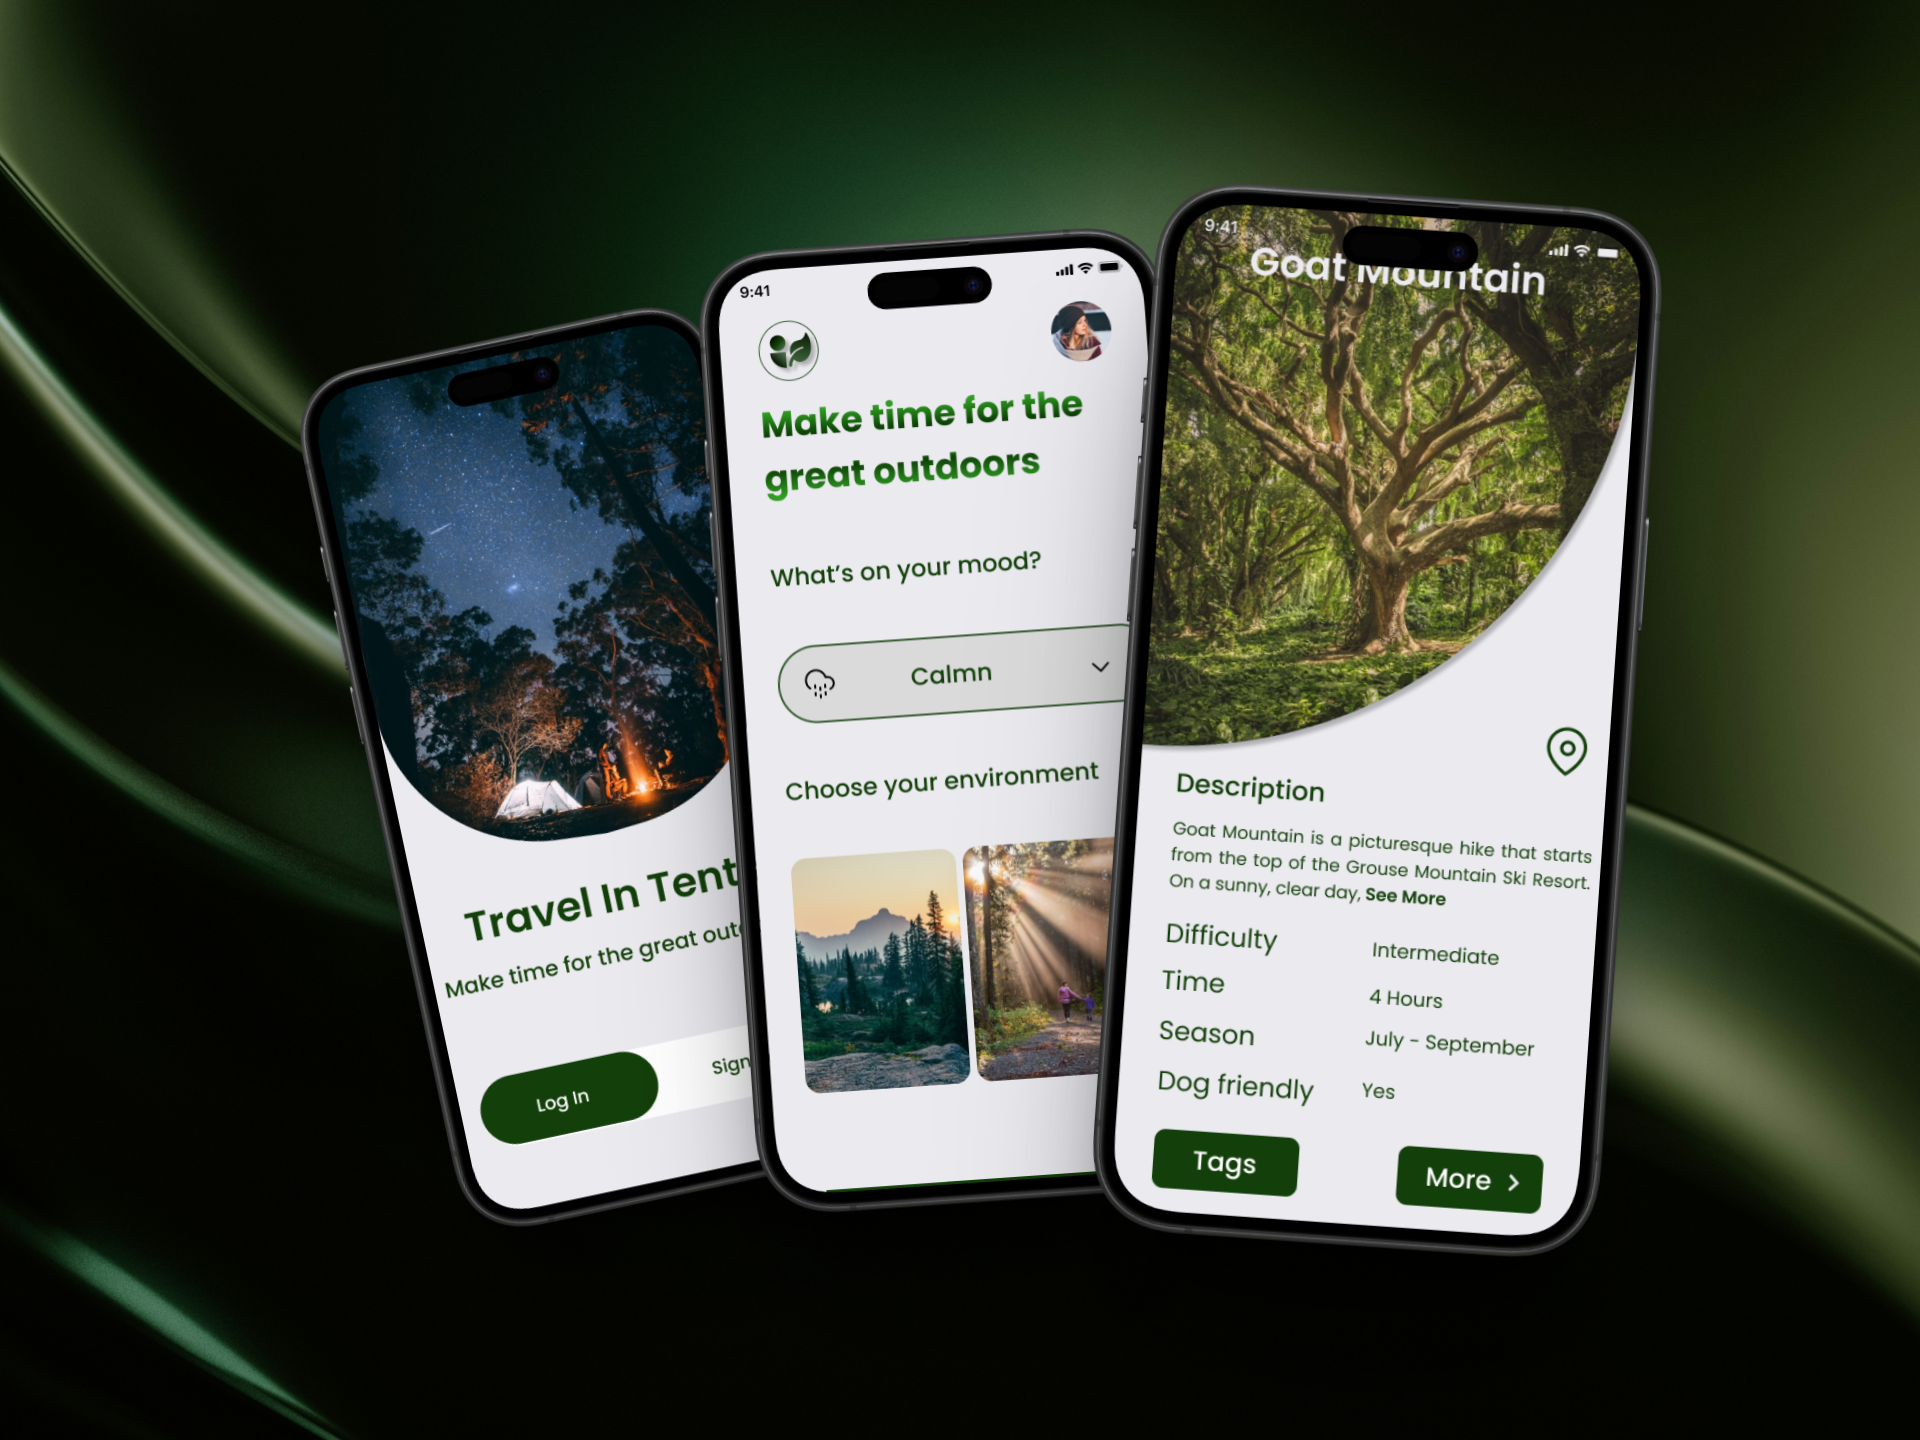 Travel In Tent
Make time for the great
Log In
Sign
9:41
Make time for the
great outdoors
What's on your mood?
Calmn
Choose your environment
9:41
Goat Mountain
Description
Goat Mountain is a picturesque hike that starts
from the top of the Grouse Mountain Ski Resort.
On a sunny, clear day, See More
Difficulty
Intermediate
Time
4 Hours
Season
July - September
Dog friendly
Yes
Tags
More